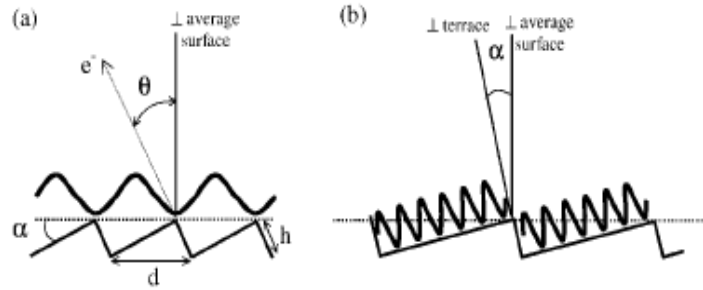 (a)
⊥ average
surface
e⁻
θ
α
h
d
(b)
⊥ terrace
⊥ average
surface
α